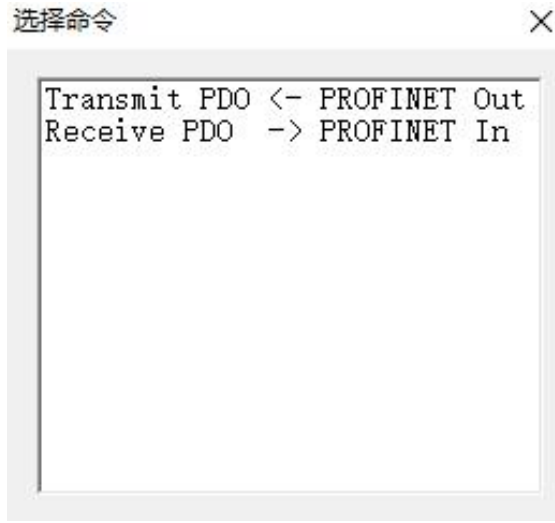 选择命令
Transmit PDO <- PROFINET Out
Receive PDO  -> PROFINET In